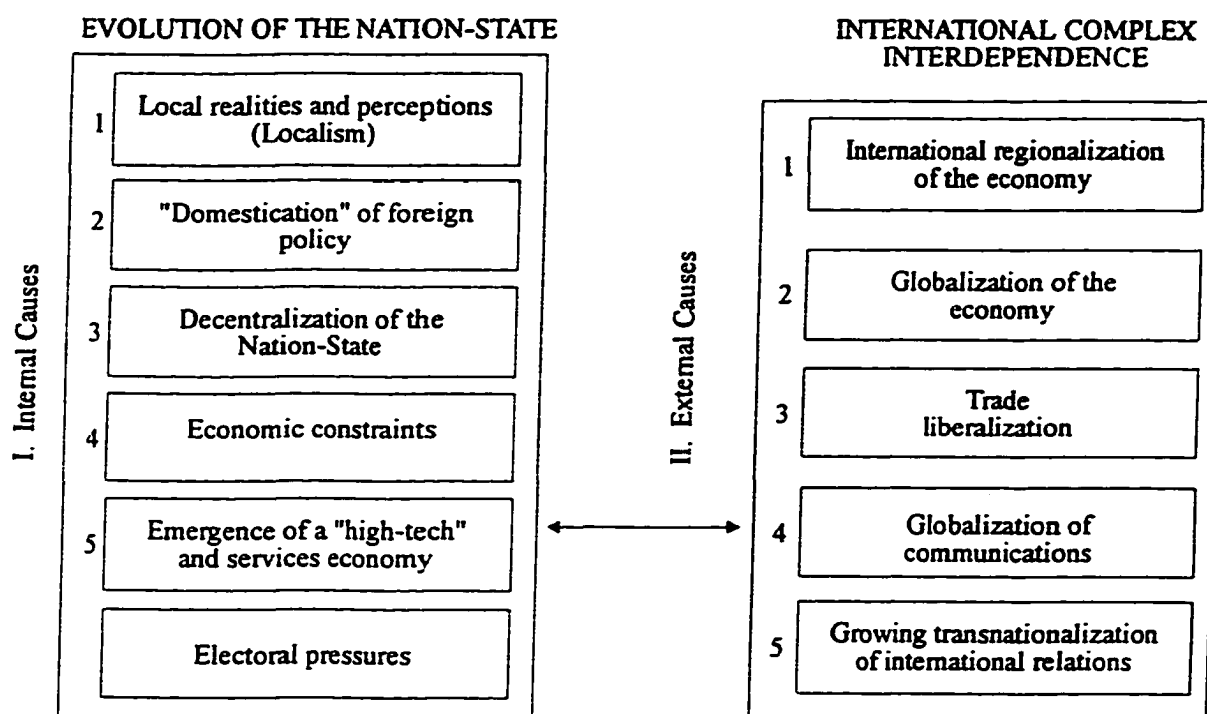 EVOLUTION OF THE NATION-STATE
I. Internal Causes
1
Local realities and perceptions
(Localism)
2
"Domestication" of foreign
policy
3
Decentralization of the
Nation-State
4
Economic constraints
5
Emergence of a "high-tech"
and services economy
Electoral pressures
INTERNATIONAL COMPLEX
INTERDEPENDENCE
II. External Causes
1
International regionalization
of the economy
2
Globalization of the
economy
3
Trade
liberalization
4
Globalization of
communications
5
Growing transnationalization
of international relations